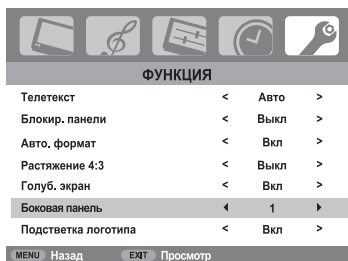 ФУНКЦИЯ
Телетекст < Авто >
Блокир. панели < Выкл >
Авто. формат < Вкл >
Растяжение 4:3 < Выкл >
Голуб. экран < Вкл >
Боковая панель ◀ 1 ▶
Подстветка логотипа < Вкл >
MENU Назад EXIT Просмотр